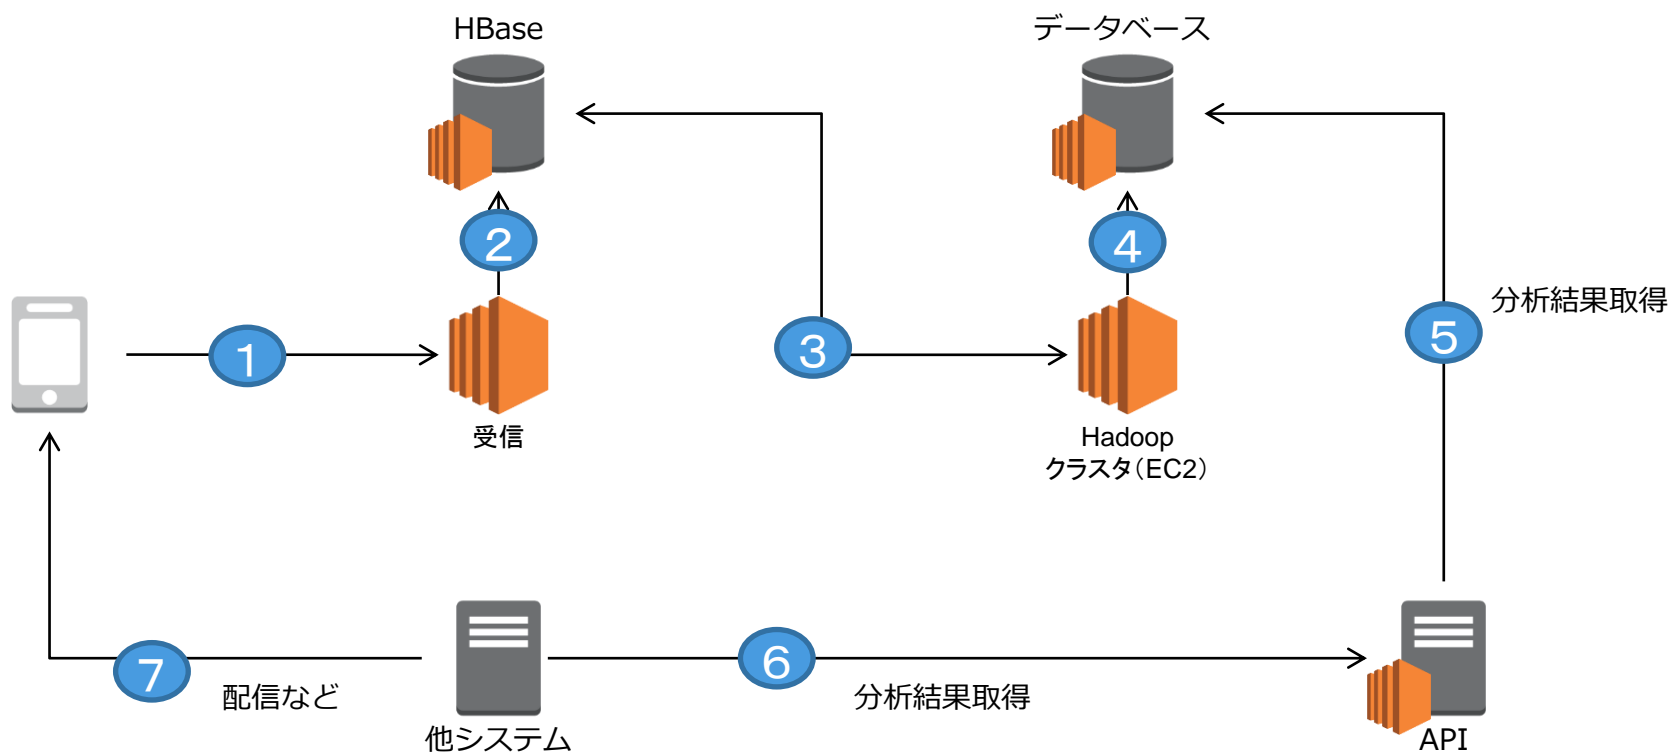 HBase
データベース
2
4
分析結果取得
1
3
5
受信
Hadoop
クラスタ(EC2)
7
6
配信など
分析結果取得
他システム
API